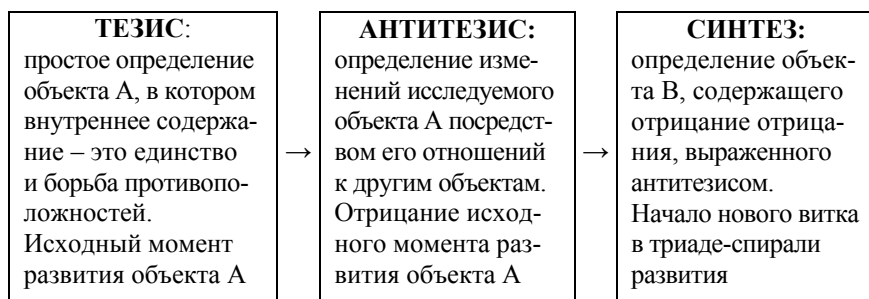 ТЕЗИС:
простое определение
объекта А, в котором
внутреннее содержа-
ние – это единство
и борьба противопо-
ложностей.
Исходный момент
развития объекта А
→
АНТИТЕЗИС:
определение изме-
нений исследуемого
объекта А посредст-
вом его отношений
к другим объектам.
Отрицание исход-
ного момента раз-
вития объекта А
→
СИНТЕЗ:
определение объек-
та В, содержащего
отрицание отрица-
ния, выраженного
антитезисом.
Начало нового витка
в триаде-спирали
развития